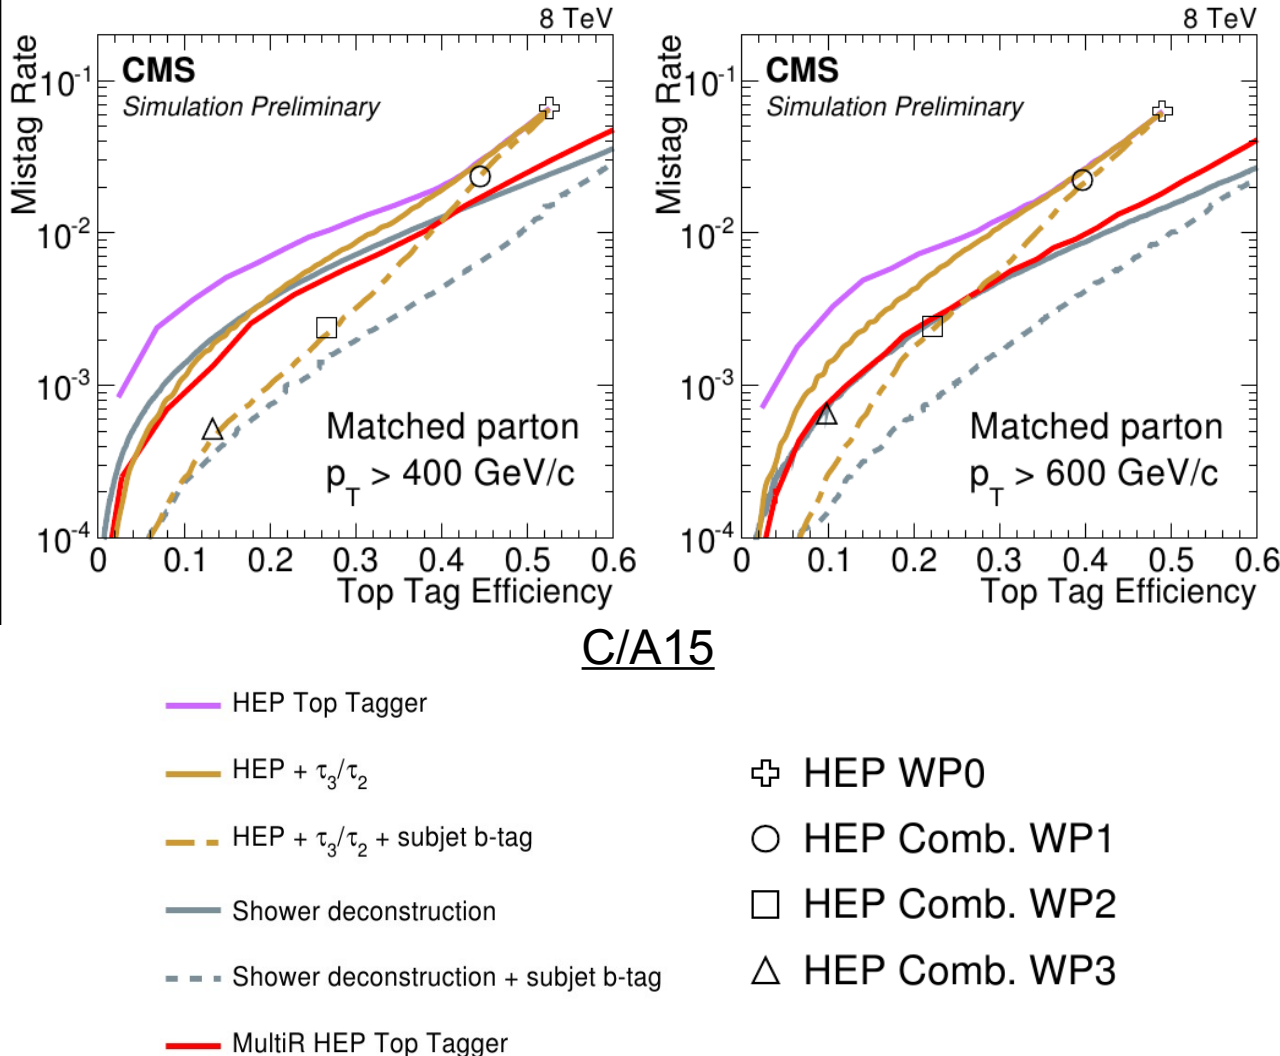 8 TeV
CMS
Simulation Preliminary
Mistag Rate
10-1
10-2
10-3
10-4
Matched parton
pT > 400 GeV/c
0 0.1 0.2 0.3 0.4 0.5 0.6
Top Tag Efficiency
8 TeV
CMS
Simulation Preliminary
Mistag Rate
10-1
10-2
10-3
10-4
Matched parton
pT > 600 GeV/c
0 0.1 0.2 0.3 0.4 0.5 0.6
Top Tag Efficiency
C/A15
HEP Top Tagger
HEP + τ3/τ2
HEP + τ3/τ2 + subjet b-tag
Shower deconstruction
Shower deconstruction + subjet b-tag
MultiR HEP Top Tagger
HEP WP0
HEP Comb. WP1
HEP Comb. WP2
HEP Comb. WP3